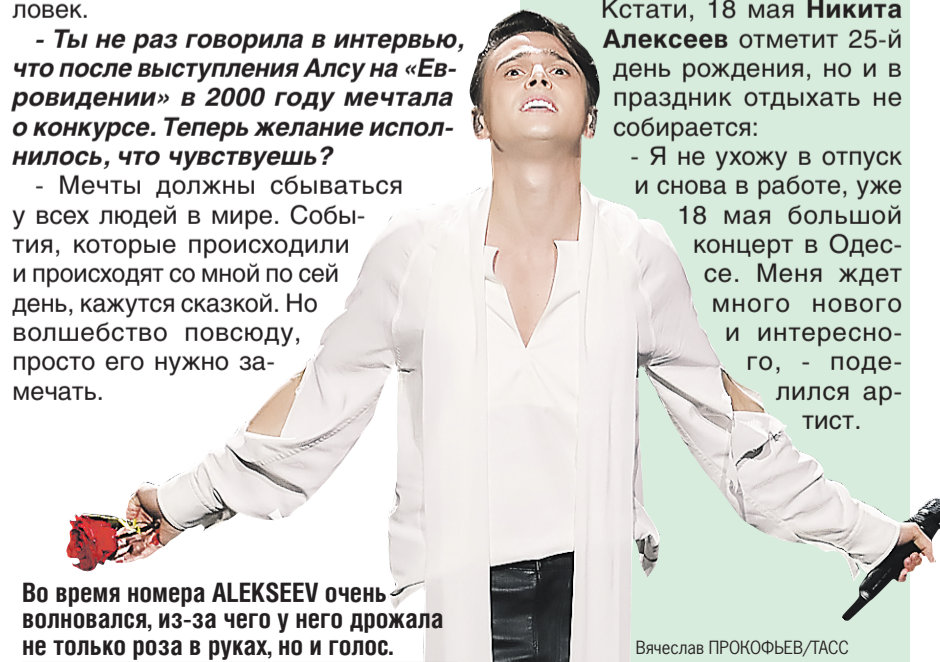 ловек.
- Ты не раз говорила в интервью,
что после выступления Алсу на «Ев-
ровидении» в 2000 году мечтала
о конкурсе. Теперь желание испол-
нилось, что чувствуешь?
- Мечты должны сбываться
у всех людей в мире. Собы-
тия, которые происходили
и происходят со мной по сей
день, кажутся сказкой. Но
волшебство повсюду,
просто его нужно за-
мечать.
Кстати, 18 мая Никита
Алексеев отметит 25-й
день рождения, но и в
праздник отдыхать не
собирается:
- Я не ухожу в отпуск
и снова в работе, уже
18 мая большой
концерт в Одес-
се. Меня ждет
много нового
и интересно-
го, - поде-
лился ар-
тист.
Во время номера ALEKSEEV очень
волновался, из-за чего у него дрожала
не только роза в руках, но и голос.
Вячеслав ПРОКОФЬЕВ/ТАСС